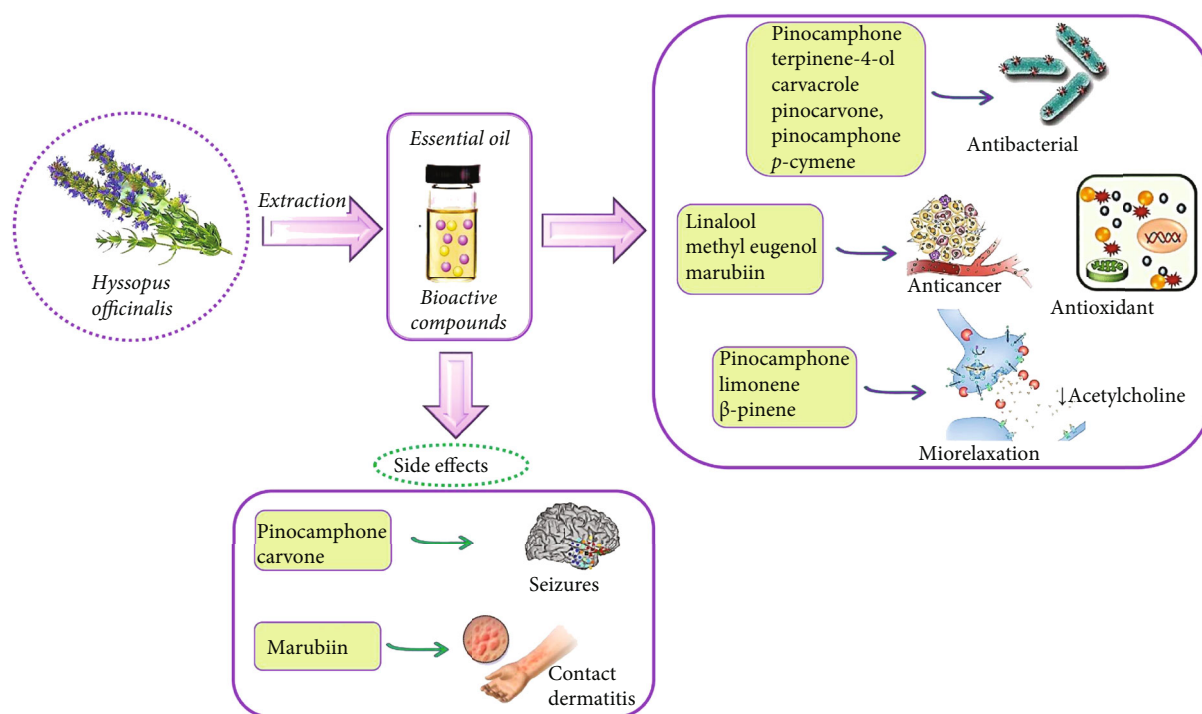 Hyssopus
officinalis
Extraction
Essential oil
Bioactive
compounds
Pinocamphone
terpinene-4-ol
carvacrole
pinocarvone,
pinocamphone
p-cymene
Antibacterial
Linalool
methyl eugenol
marubiin
Anticancer
Antioxidant
Pinocamphone
limonene
β-pinene
↓Acetylcholine
Miorelaxation
Side effects
Pinocamphone
carvone
Seizures
Marubiin
Contact
dermatitis